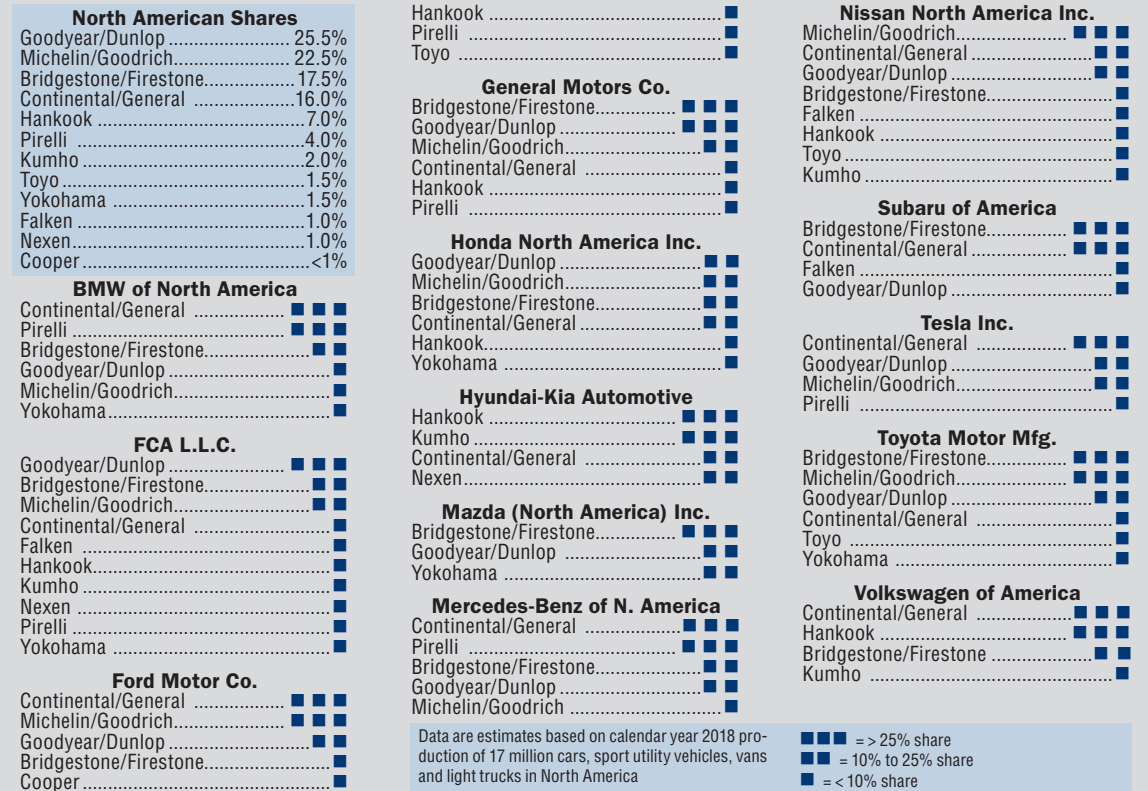 North American Shares
Goodyear/Dunlop ........................ 25.5%
Michelin/Goodrich...................... 22.5%
Bridgestone/Firestone.................17.5%
Continental/General ...................16.0%
Hankook .....................................7.0%
Pirelli ..........................................4.0%
Kumho ........................................2.0%
Toyo ............................................1.5%
Yokohama ..................................1.5%
Falken .........................................1.0%
Nexen..........................................1.0%
Cooper ........................................<1%
BMW of North America
Continental/General .................. ■ ■ ■
Pirelli .......................................... ■ ■ ■
Bridgestone/Firestone..................... ■ ■
Goodyear/Dunlop ................................ ■
Michelin/Goodrich............................... ■
Yokohama........................................... ■
FCA L.L.C.
Goodyear/Dunlop ....................... ■ ■ ■
Bridgestone/Firestone..................... ■ ■
Michelin/Goodrich........................... ■ ■
Continental/General ........................... ■
Falken ................................................ ■
Hankook.............................................. ■
Kumho ................................................ ■
Nexen ................................................. ■
Pirelli .................................................. ■
Yokohama .......................................... ■
Ford Motor Co.
Continental/General .................. ■ ■ ■
Michelin/Goodrich....................... ■ ■ ■
Goodyear/Dunlop ........................... ■ ■
Bridgestone/Firestone......................... ■
Cooper ................................................ ■
Hankook ............................................. ■
Pirelli .................................................. ■
Toyo ................................................... ■
General Motors Co.
Bridgestone/Firestone................. ■ ■ ■
Goodyear/Dunlop ....................... ■ ■ ■
Michelin/Goodrich........................... ■ ■
Continental/General ........................... ■
Hankook ............................................. ■
Pirelli .................................................. ■
Honda North America Inc.
Goodyear/Dunlop ........................... ■ ■
Michelin/Goodrich........................... ■ ■
Bridgestone/Firestone..................... ■ ■
Continental/General ....................... ■ ■
Hankook.............................................. ■
Yokohama .......................................... ■
Hyundai-Kia Automotive
Hankook ..................................... ■ ■ ■
Kumho ........................................ ■ ■ ■
Continental/General ....................... ■ ■
Nexen.............................................. ■ ■
Mazda (North America) Inc.
Bridgestone/Firestone................. ■ ■ ■
Goodyear/Dunlop .......................... ■ ■
Yokohama ...................................... ■ ■
Mercedes-Benz of N. America
Continental/General ...................■ ■ ■
Pirelli .......................................... ■ ■ ■
Bridgestone/Firestone..................... ■ ■
Goodyear/Dunlop ........................... ■ ■
Michelin/Goodrich .............................. ■
Data are estimates based on calendar year 2018 pro-
duction of 17 million cars, sport utility vehicles, vans
and light trucks in North America
Nissan North America Inc.
Michelin/Goodrich....................... ■ ■ ■
Continental/General ....................... ■ ■
Goodyear/Dunlop ........................... ■ ■
Bridgestone/Firestone......................... ■
Falken ................................................ ■
Hankook ............................................. ■
Toyo .................................................... ■
Kumho ................................................ ■
Subaru of America
Bridgestone/Firestone................. ■ ■ ■
Continental/General ................... ■ ■ ■
Falken ................................................ ■
Goodyear/Dunlop ............................... ■
Tesla Inc.
Continental/General ................... ■ ■ ■
Goodyear/Dunlop ........................... ■ ■
Michelin/Goodrich........................... ■ ■
Pirelli ................................................. ■
Toyota Motor Mfg.
Bridgestone/Firestone................. ■ ■ ■
Michelin/Goodrich....................... ■ ■ ■
Goodyear/Dunlop ........................... ■ ■
Continental/General ........................... ■
Toyo ................................................... ■
Yokohama .......................................... ■
Volkswagen of America
Continental/General ................... ■ ■ ■
Hankook ..................................... ■ ■ ■
Bridgestone/Firestone .................... ■ ■
Kumho ................................................ ■
■■■ = > 25% share
■■ = 10% to 25% share
■ = < 10% share